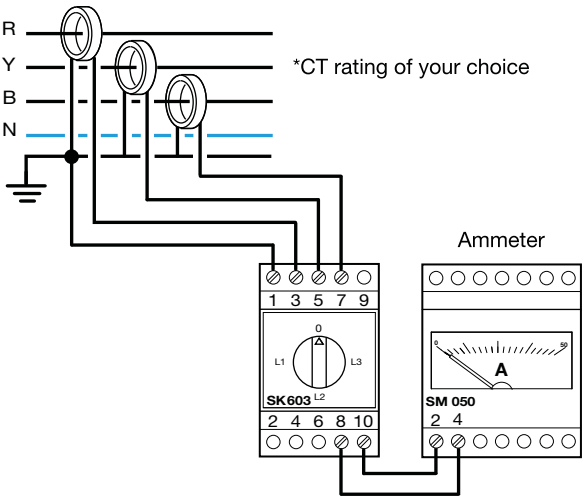 R
Y
*CT rating of your choice
B
N
Ammeter
1 3 5 7 9
0
L1 L3
L2
SK603
2 4 6 8 10
0 50
A
SM 050
2 4